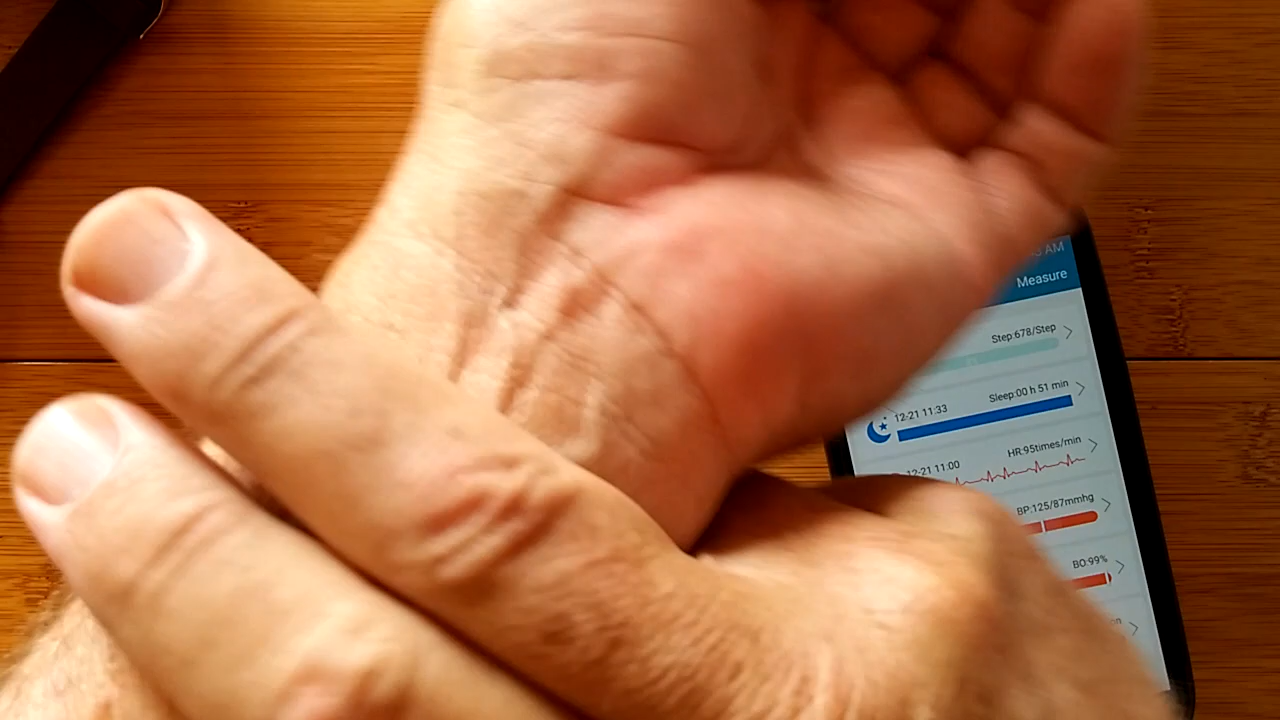 AM
Measure
Step:678/Step
12-21 11:33
Sleep:00 h 51 min
12-21 11:00
HR:95times/min
BP:125/87mmhg
BO:99%